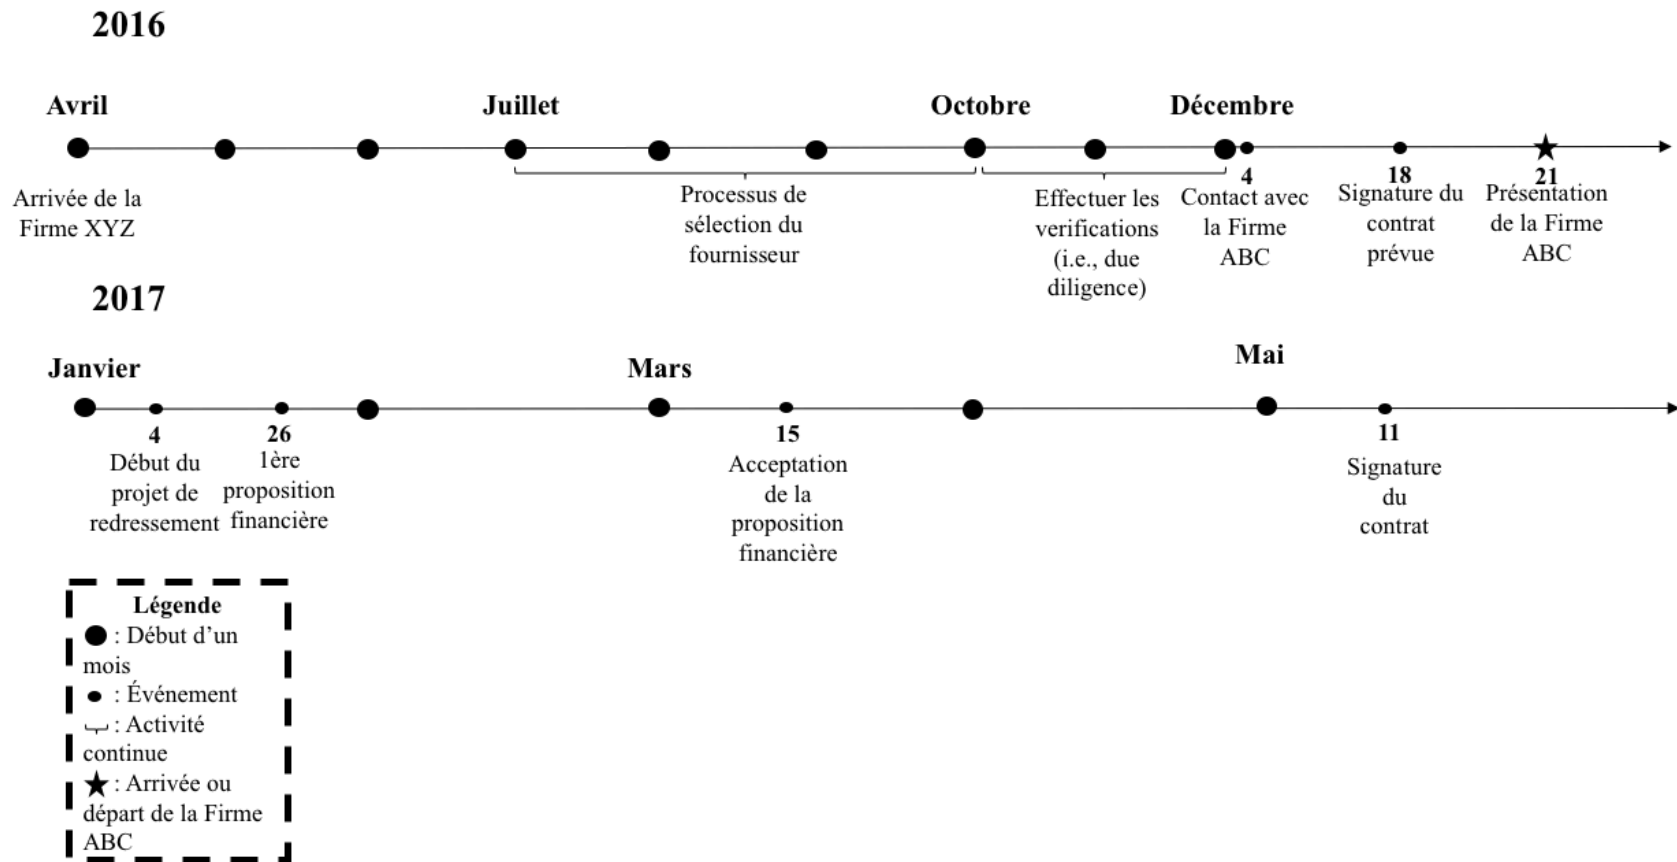 2016
Avril
Juillet
Octobre
Décembre
4
18
21
Arrivée de la
Firme XYZ
Processus de
sélection du
fournisseur
Effectuer les
verifications
(i.e., due
diligence)
Contact avec
la Firme
ABC
Signature du
contrat
prévue
Présentation
de la Firme
ABC
2017
Janvier
Mars
Mai
4
Début du
projet de
redressement
26
1ère
proposition
financière
15
Acceptation
de la
proposition
financière
11
Signature
du
contrat
Légende
: Début d’un
mois
: Événement
: Activité
continue
: Arrivée ou
départ de la Firme
ABC